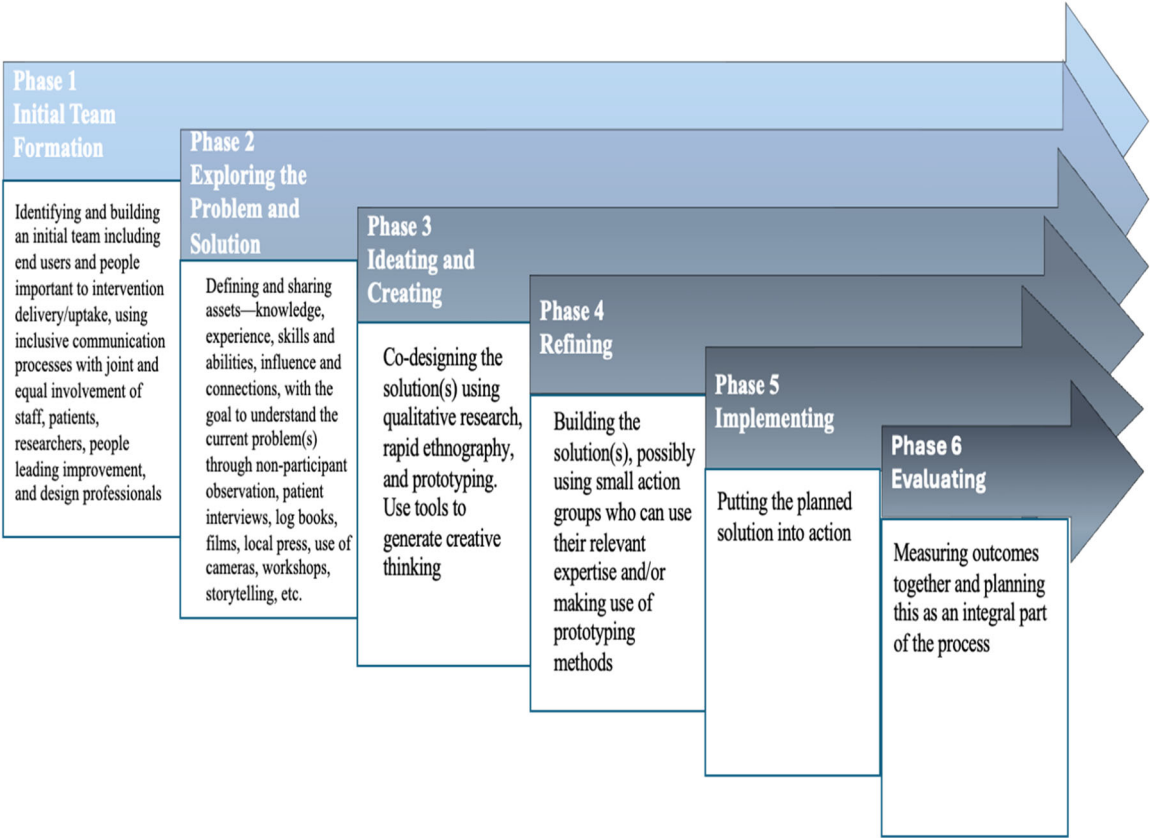 Phase 1
Initial Team
Formation
Identifying and building
an initial team including
end users and people
important to intervention
delivery/uptake, using
inclusive communication
processes with joint and
equal involvement of
staff, patients,
researchers, people
leading improvement,
and design professionals
Phase 2
Exploring the
Problem and
Solution
Defining and sharing
assets—knowledge,
experience, skills and
abilities, influence and
connections, with the
goal to understand the
current problem(s)
through non-participant
observation, patient
interviews, log books,
films, local press, use of
cameras, workshops,
storytelling, etc.
Phase 3
Ideating and
Creating
Co-designing the
solution(s) using
qualitative research,
rapid ethnography,
and prototyping.
Use tools to
generate creative
thinking
Phase 4
Refining
Building the
solution(s), possibly
using small action
groups who can use
their relevant
expertise and/or
making use of
prototyping
methods
Phase 5
Implementing
Putting the planned
solution into action
Phase 6
Evaluating
Measuring outcomes
together and planning
this as an integral part
of the process